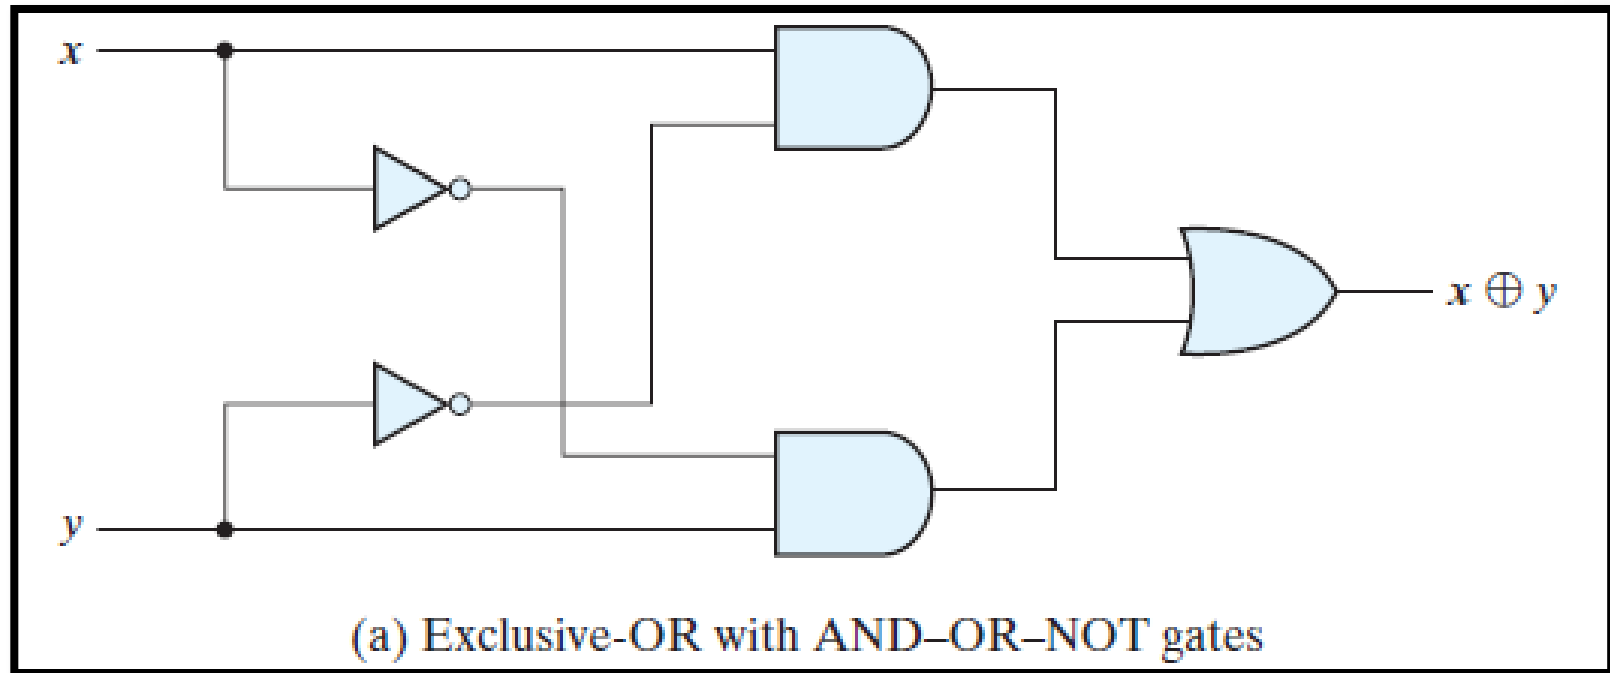 x
x ⊕ y
y
(a) Exclusive-OR with AND–OR–NOT gates